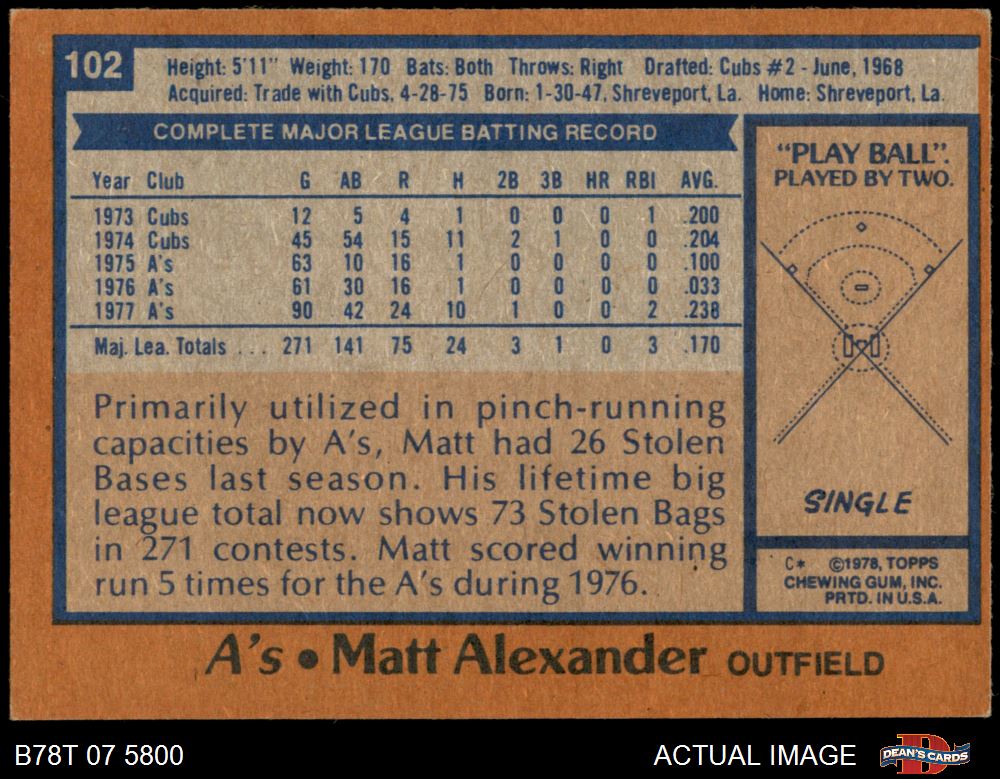 102
Height: 5'11" Weight: 170 Bats: Both Throws: Right Drafted: Cubs #2 - June, 1968
Acquired: Trade with Cubs, 4-28-75 Born: 1-30-47, Shreveport, La. Home: Shreveport, La.
COMPLETE MAJOR LEAGUE BATTING RECORD
Year Club G AB R H 2B 3B HR RBI AVG.
1973 Cubs 12 5 4 1 0 0 0 1 .200
1974 Cubs 45 54 15 11 2 1 0 0 .204
1975 A's 63 10 16 1 0 0 0 0 .100
1976 A's 61 30 16 1 0 0 0 0 .033
1977 A's 90 42 24 10 1 0 0 2 .238
Maj. Lea. Totals ... 271 141 75 24 3 1 0 3 .170
Primarily utilized in pinch-running
capacities by A's, Matt had 26 Stolen
Bases last season. His lifetime big
league total now shows 73 Stolen Bags
in 271 contests. Matt scored winning
run 5 times for the A's during 1976.
"PLAY BALL".
PLAYED BY TWO.
SINGLE
C* ©1978, TOPPS
CHEWING GUM, INC.
PRTD. IN U.S.A.
A's • Matt Alexander OUTFIELD
B78T 07 5800
ACTUAL IMAGE
DEAN'S CARDS